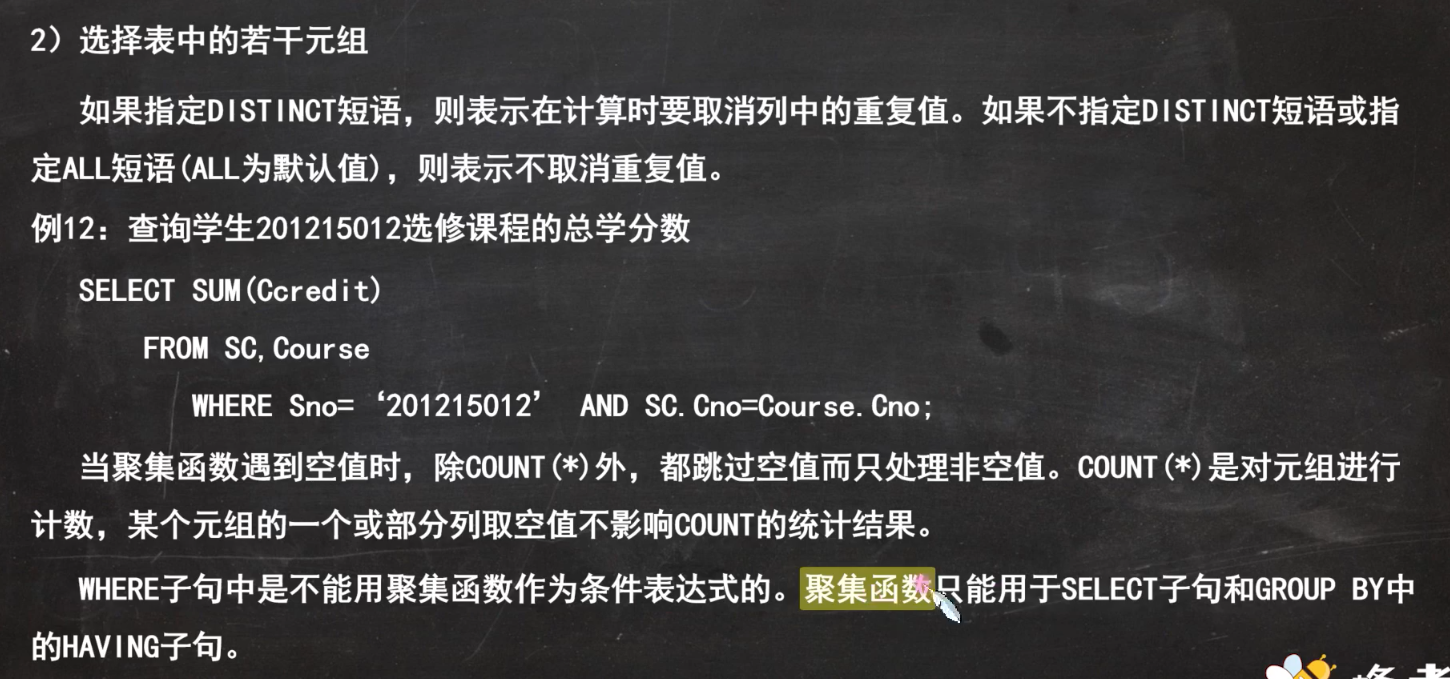 2）选择表中的若干元组
如果指定DISTINCT短语，则表示在计算时要取消列中的重复值。如果不指定DISTINCT短语或指
定ALL短语(ALL为默认值)，则表示不取消重复值。
例12：查询学生201215012选修课程的总学分数
SELECT SUM(Ccredit)
FROM SC,Course
WHERE Sno=‘201215012’ AND SC.Cno=Course.Cno;
当聚集函数遇到空值时，除COUNT(*)外，都跳过空值而只处理非空值。COUNT(*)是对元组进行
计数，某个元组的一个或部分列取空值不影响COUNT的统计结果。
WHERE子句中是不能用聚集函数作为条件表达式的。聚集函数只能用于SELECT子句和GROUP BY中
的HAVING子句。